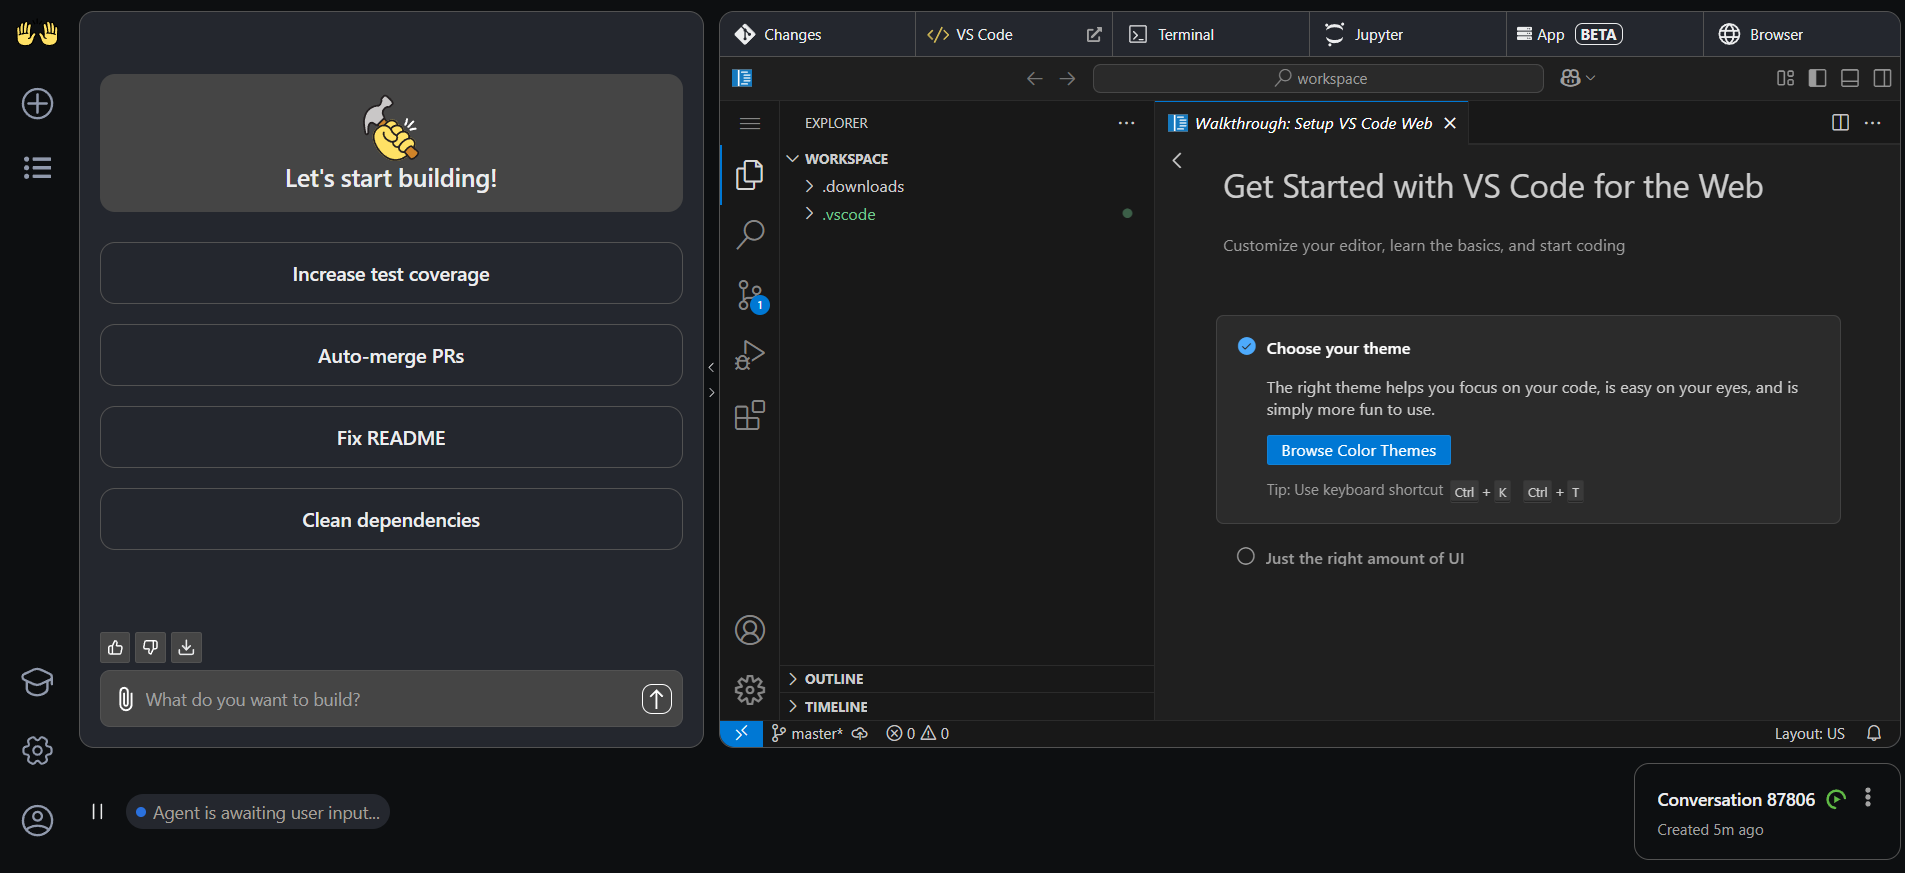 Let's start building!
Increase test coverage
Auto-merge PRs
Fix README
Clean dependencies
What do you want to build?
Agent is awaiting user input...
Changes
VS Code
Terminal
Jupyter
App BETA
Browser
workspace
EXPLORER
WORKSPACE
.downloads
.vscode
1
OUTLINE
TIMELINE
Walkthrough: Setup VS Code Web
Get Started with VS Code for the Web
Customize your editor, learn the basics, and start coding
Choose your theme
The right theme helps you focus on your code, is easy on your eyes, and is
simply more fun to use.
Browse Color Themes
Tip: Use keyboard shortcut Ctrl + K Ctrl + T
Just the right amount of UI
master* 0 0
Layout: US
Conversation 87806
Created 5m ago